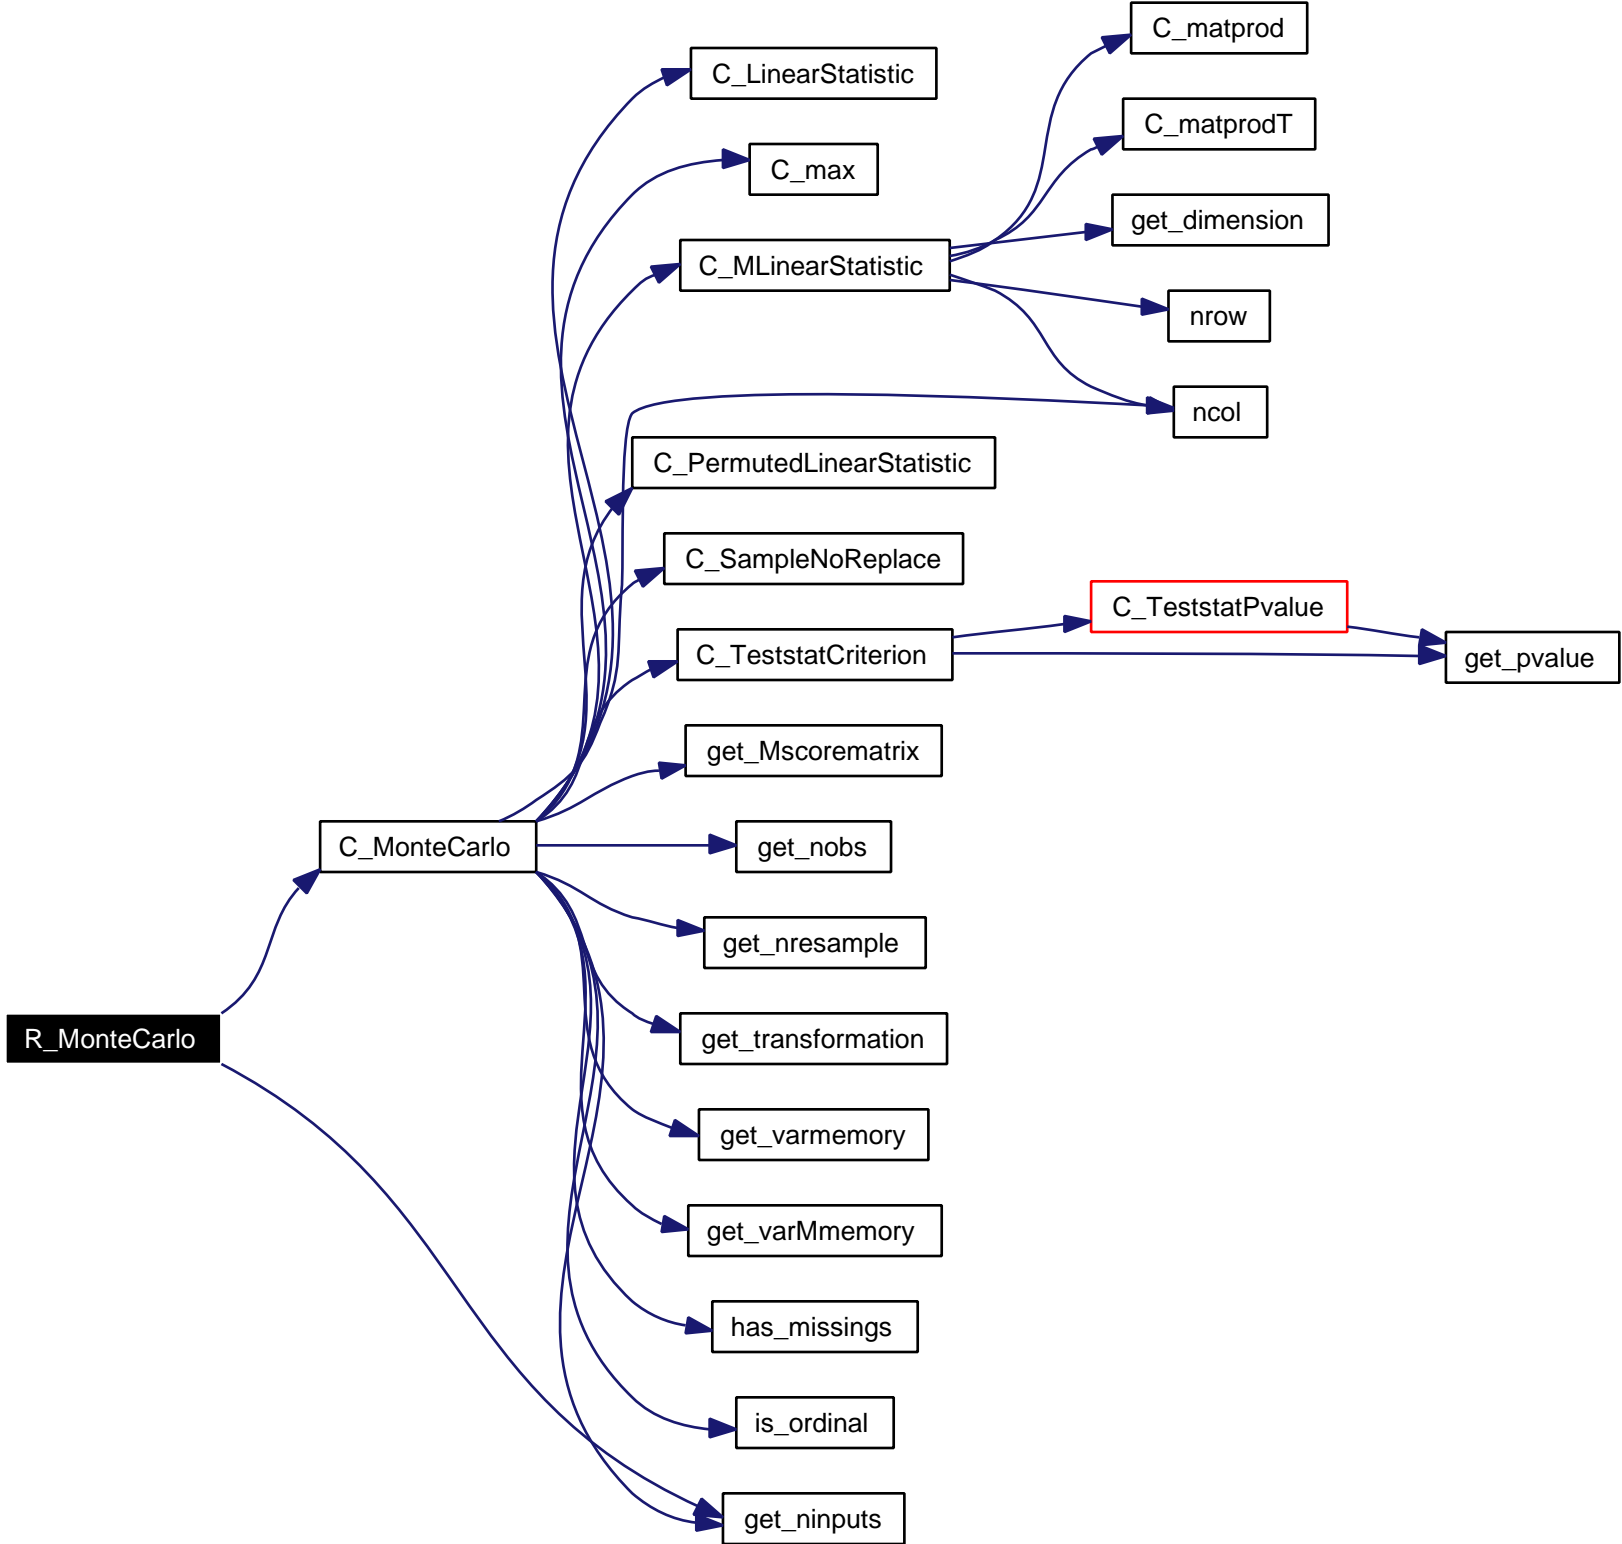 C_matprod
C_LinearStatistic
C_matprodT
C_max
get_dimension
C_MLinearStatistic
nrow
ncol
C_PermutedLinearStatistic
C_SampleNoReplace
C_TeststatPvalue
C_TeststatCriterion
get_pvalue
get_Mscorematrix
C_MonteCarlo
get_nobs
get_nresample
R_MonteCarlo
get_transformation
get_varmemory
get_varMmemory
has_missings
is_ordinal
get_ninputs